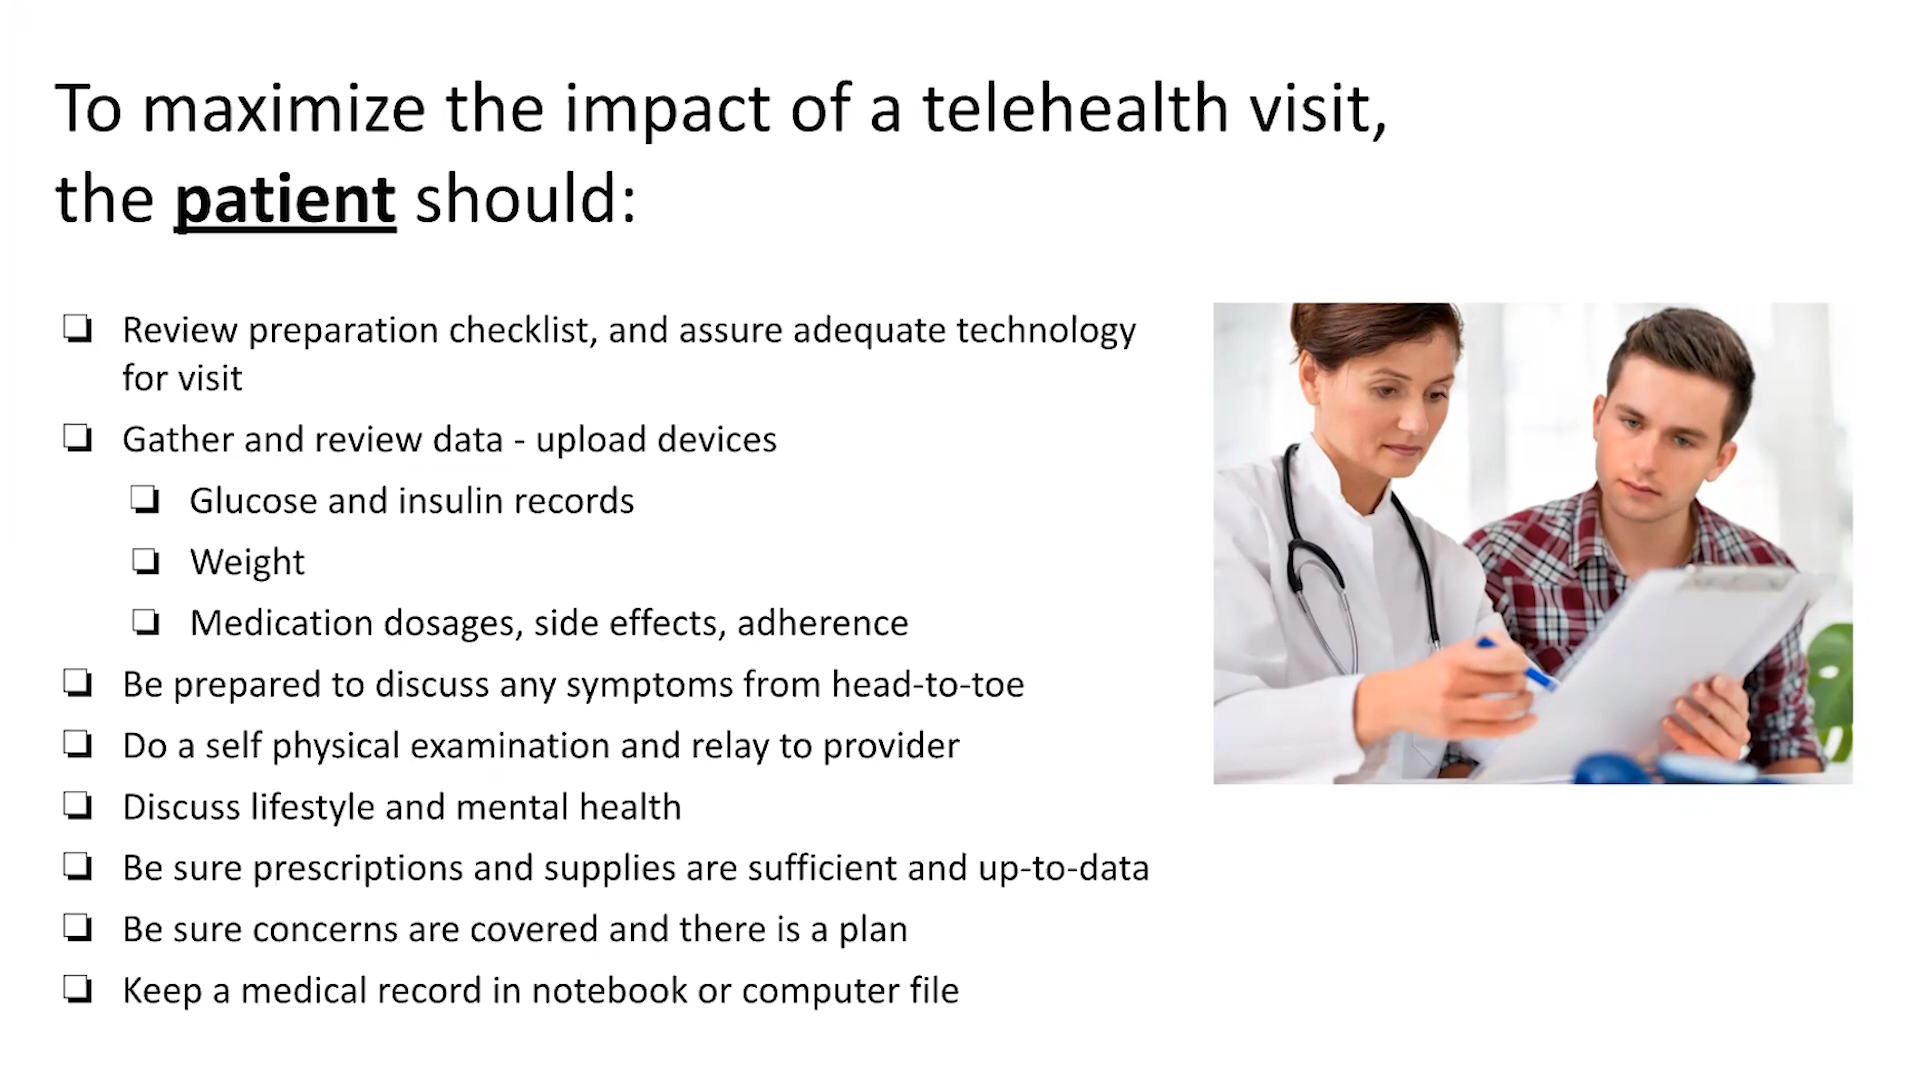 To maximize the impact of a telehealth visit,
the patient should:
❏ Review preparation checklist, and assure adequate technology
for visit
❏ Gather and review data - upload devices
❏ Glucose and insulin records
❏ Weight
❏ Medication dosages, side effects, adherence
❏ Be prepared to discuss any symptoms from head-to-toe
❏ Do a self physical examination and relay to provider
❏ Discuss lifestyle and mental health
❏ Be sure prescriptions and supplies are sufficient and up-to-data
❏ Be sure concerns are covered and there is a plan
❏ Keep a medical record in notebook or computer file